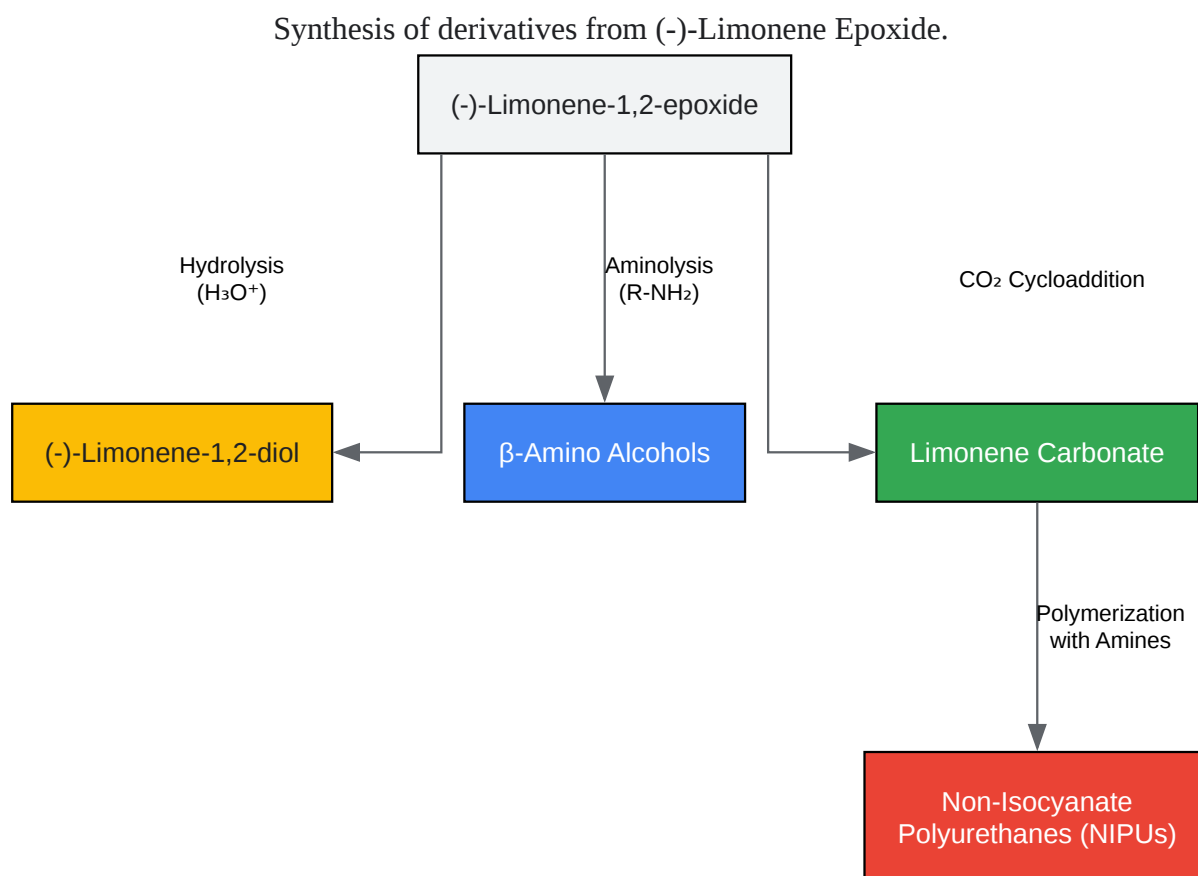 Synthesis of derivatives from (-)-Limonene Epoxide.
(-)-Limonene-1,2-epoxide
Hydrolysis
(H₃O⁺)
Aminolysis
(R-NH₂)
CO₂ Cycloaddition
(-)-Limonene-1,2-diol
β-Amino Alcohols
Limonene Carbonate
Polymerization
with Amines
Non-Isocyanate
Polyurethanes (NIPUs)